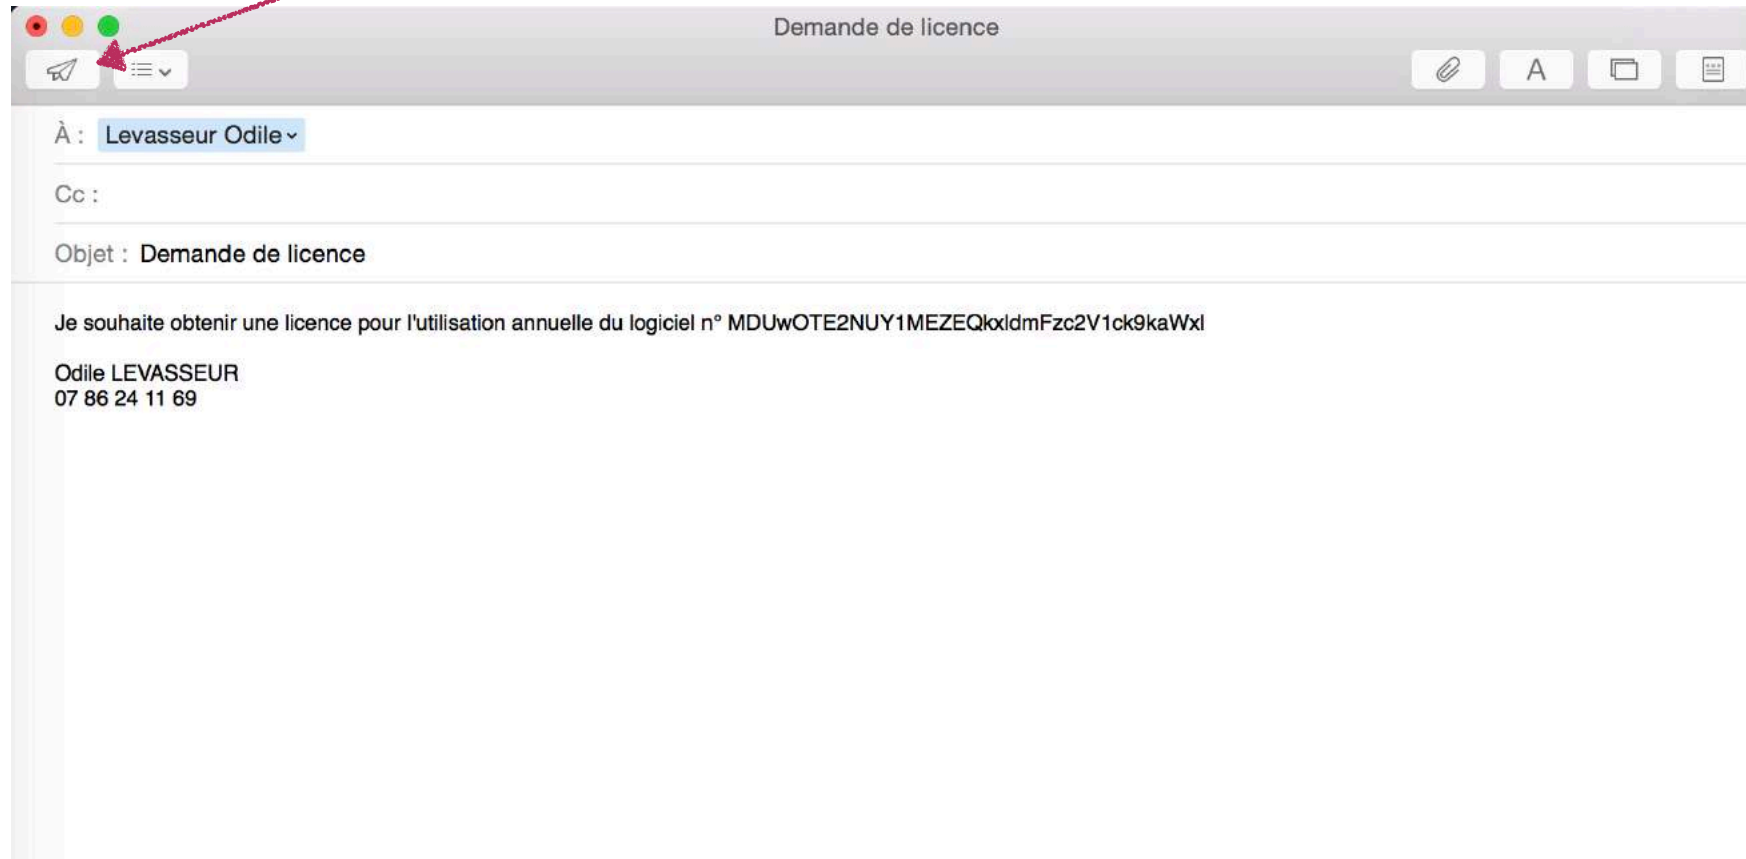 Demande de licence
A
À : Levasseur Odile
Cc :
Objet : Demande de licence
Je souhaite obtenir une licence pour l'utilisation annuelle du logiciel n° MDUwOTE2NUY1MEZEQkxldmFzc2V1ck9kaWxl
Odile LEVASSEUR
07 86 24 11 69